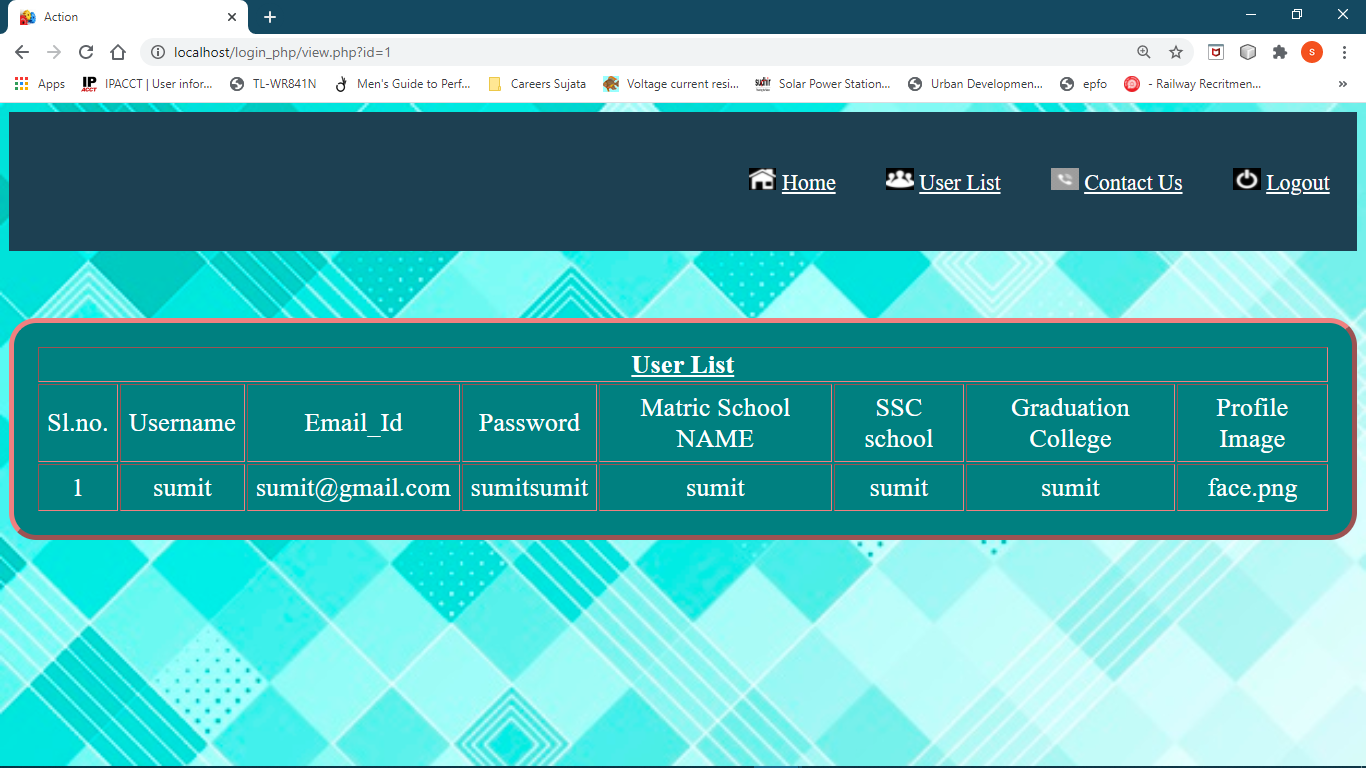 Action
localhost/login_php/view.php?id=1
s
Apps IP ACCT IPACCT | User infor... TL-WR841N Men's Guide to Perf... Careers Sujata Voltage current resi... Solar Power Station... Urban Developmen... epfo - Railway Recritmen... »
Home User List Contact Us Logout
User List
Sl.no. Username Email_Id Password Matric School NAME SSC school Graduation College Profile Image
1 sumit sumit@gmail.com sumitsumit sumit sumit sumit face.png